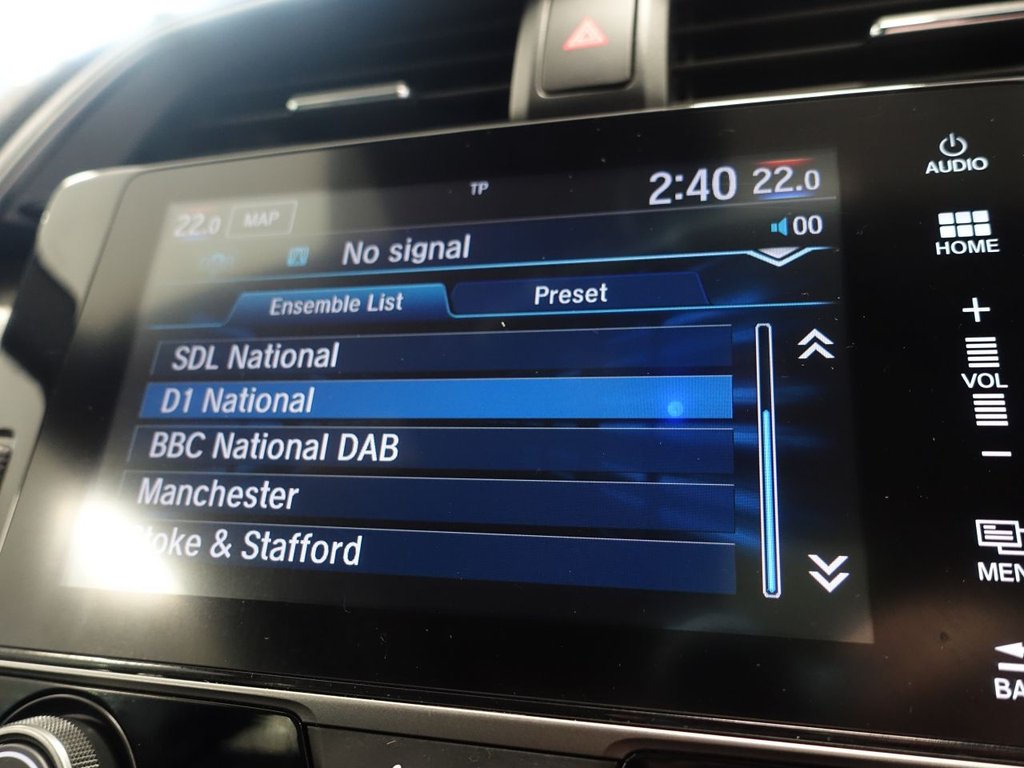 TP
2:40 22.0
22.0 MAP
00
No signal
Ensemble List Preset
SDL National
D1 National
BBC National DAB
Manchester
& Stafford
AUDIO
HOME
+
VOL
−